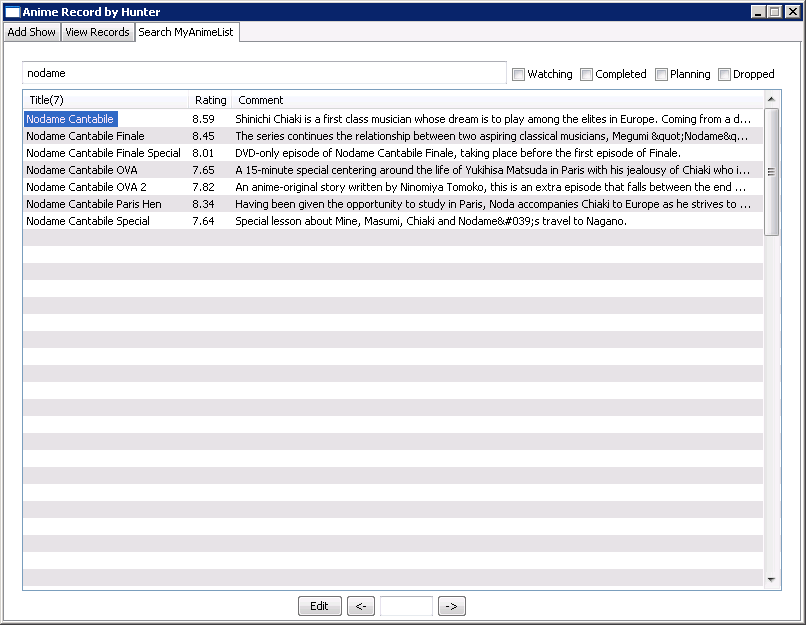 Anime Record by Hunter
Add Show View Records Search MyAnimeList
nodame Watching Completed Planning Dropped
Title(7) Rating Comment
Nodame Cantabile 8.59 Shinichi Chiaki is a first class musician whose dream is to play among the elites in Europe. Coming from a d...
Nodame Cantabile Finale 8.45 The series continues the relationship between two aspiring classical musicians, Megumi &quot;Nodame&q...
Nodame Cantabile Finale Special 8.01 DVD-only episode of Nodame Cantabile Finale, taking place before the first episode of Finale.
Nodame Cantabile OVA 7.65 A 15-minute special centering around the life of Yukihisa Matsuda in Paris with his jealousy of Chiaki who i...
Nodame Cantabile OVA 2 7.82 An anime-original story written by Ninomiya Tomoko, this is an extra episode that falls between the end ...
Nodame Cantabile Paris Hen 8.34 Having been given the opportunity to study in Paris, Noda accompanies Chiaki to Europe as he strives to ...
Nodame Cantabile Special 7.64 Special lesson about Mine, Masumi, Chiaki and Nodame&#039;s travel to Nagano.
Edit <- ->